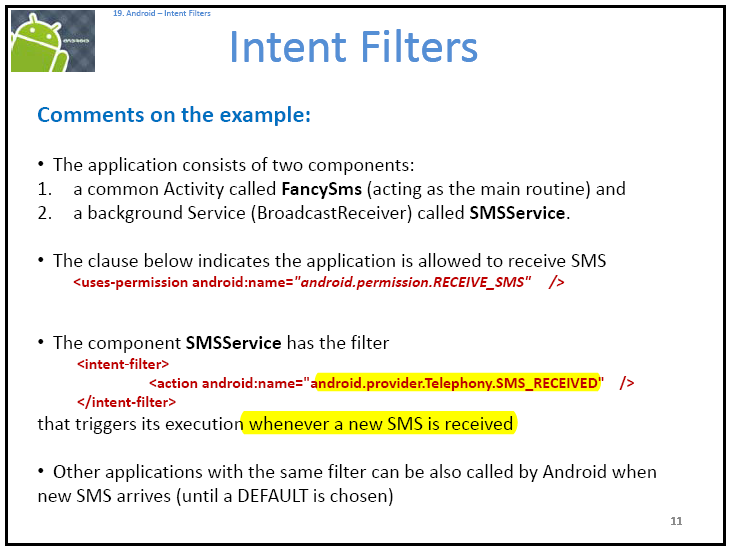 19. Android – Intent Filters
ANDROID
Intent Filters
Comments on the example:
• The application consists of two components:
1. a common Activity called FancySms (acting as the main routine) and
2. a background Service (BroadcastReceiver) called SMSService.
• The clause below indicates the application is allowed to receive SMS
<uses-permission android:name="android.permission.RECEIVE_SMS" />
• The component SMSService has the filter
<intent-filter>
<action android:name="android.provider.Telephony.SMS_RECEIVED" />
</intent-filter>
that triggers its execution whenever a new SMS is received
• Other applications with the same filter can be also called by Android when
new SMS arrives (until a DEFAULT is chosen)
11